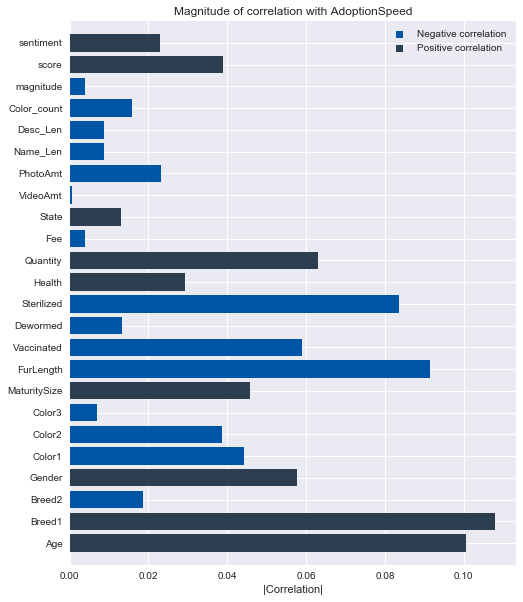 Magnitude of correlation with AdoptionSpeed
Negative correlation
Positive correlation
sentiment
score
magnitude
Color_count
Desc_Len
Name_Len
PhotoAmt
VideoAmt
State
Fee
Quantity
Health
Sterilized
Dewormed
Vaccinated
FurLength
MaturitySize
Color3
Color2
Color1
Gender
Breed2
Breed1
Age
0.00 0.02 0.04 0.06 0.08 0.10
|Correlation|